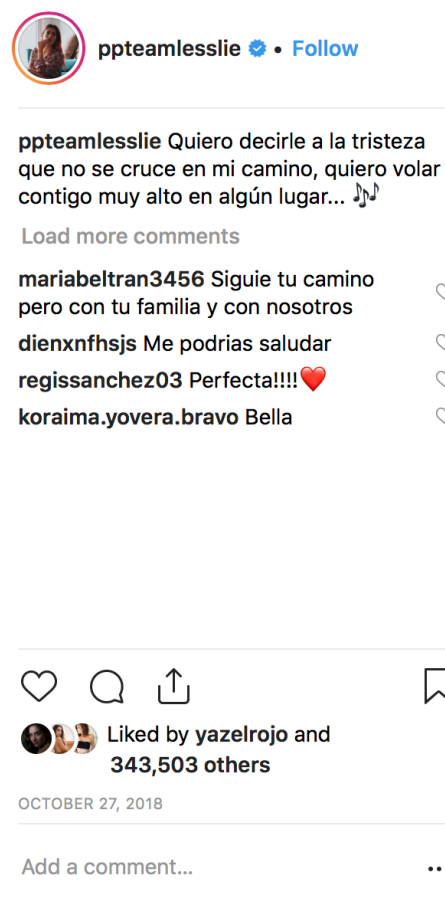 ppteamlesslie • Follow
ppteamlesslie Quiero decirle a la tristeza
que no se cruce en mi camino, quiero volar
contigo muy alto en algún lugar... 🎶
Load more comments
mariabeltran3456 Siguie tu camino
pero con tu familia y con nosotros
dienxnfhsjs Me podrias saludar
regissanchez03 Perfecta!!!!❤️
koraima.yovera.bravo Bella
Liked by yazelrojo and
343,503 others
OCTOBER 27, 2018
Add a comment...